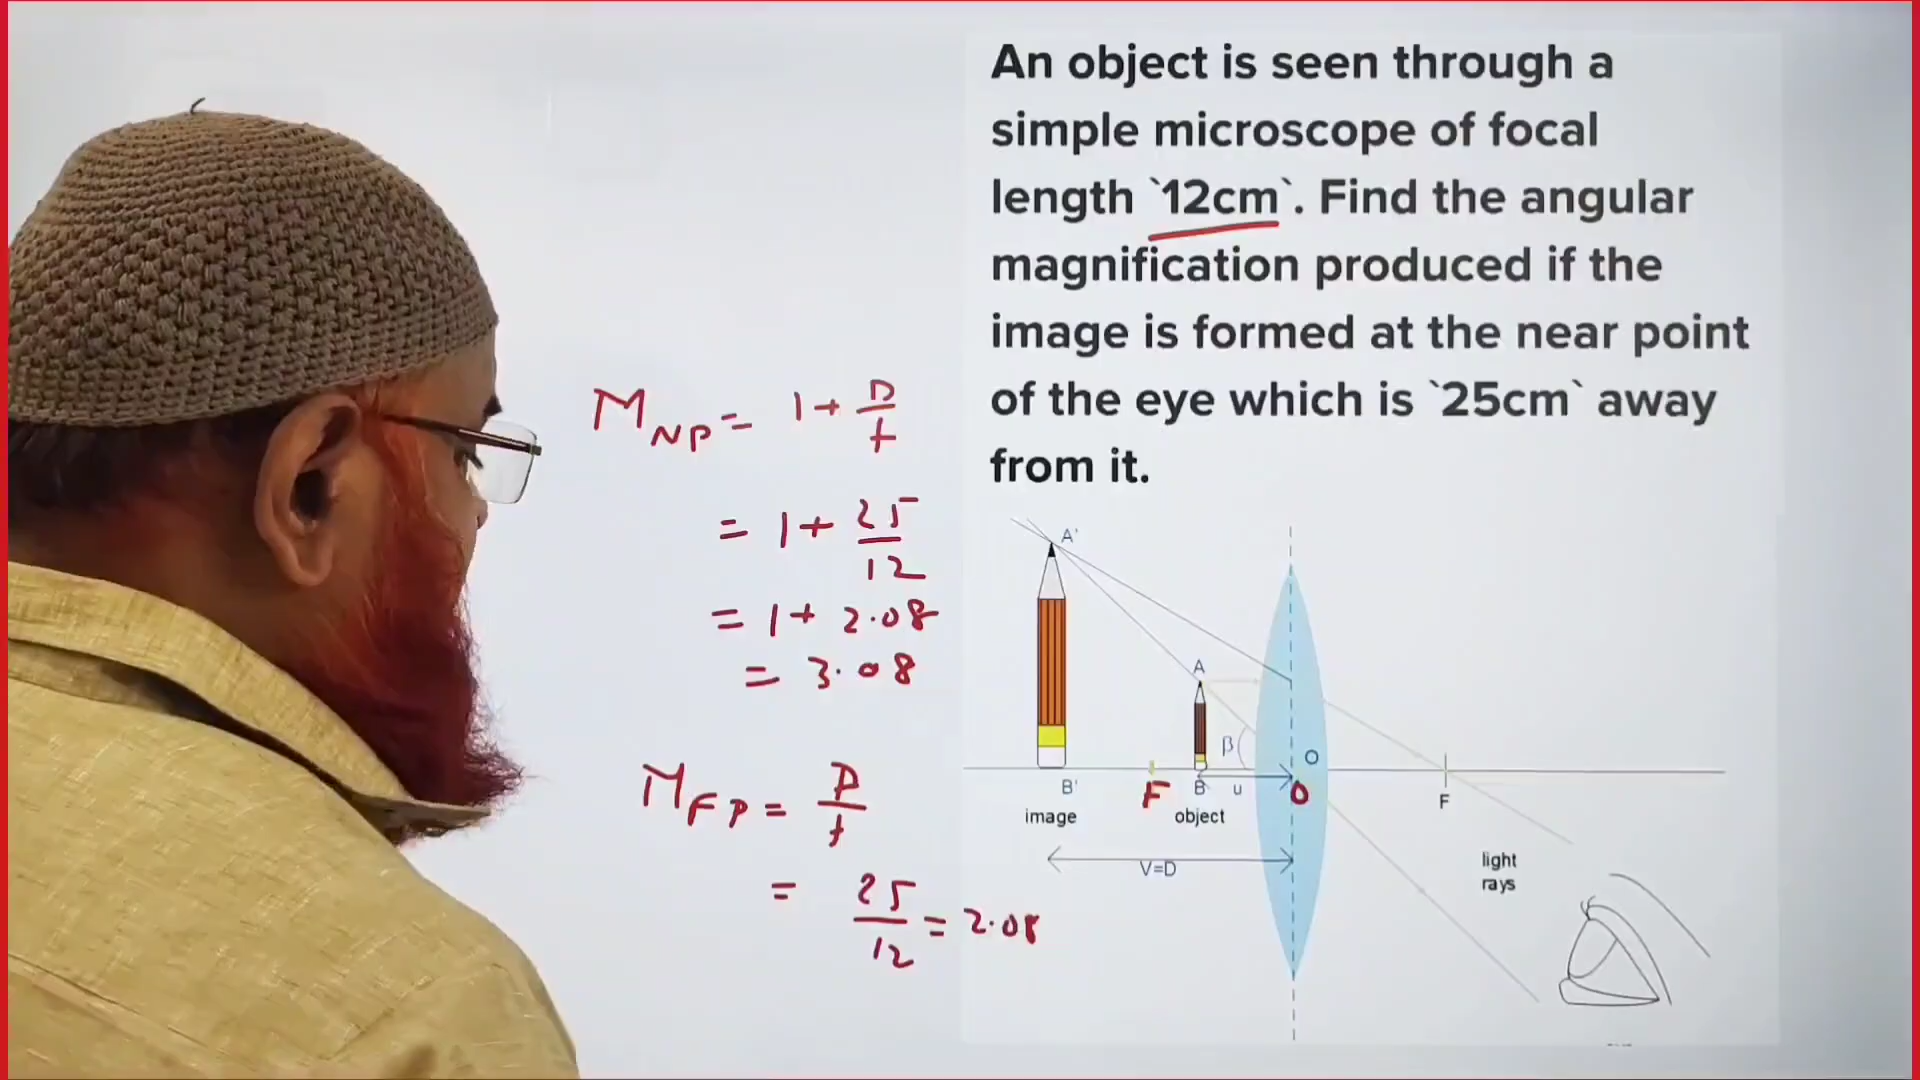 An object is seen through a
simple microscope of focal
length `12cm`. Find the angular
magnification produced if the
image is formed at the near point
of the eye which is `25cm` away
from it.
M_NP = 1 + D/f
= 1 + 25/12
= 1 + 2.08
= 3.08
M_FP = D/f
= 25/12 = 2.08
A'
A
β
O
B'
F
B
u
O
F
image
object
V=D
light
rays